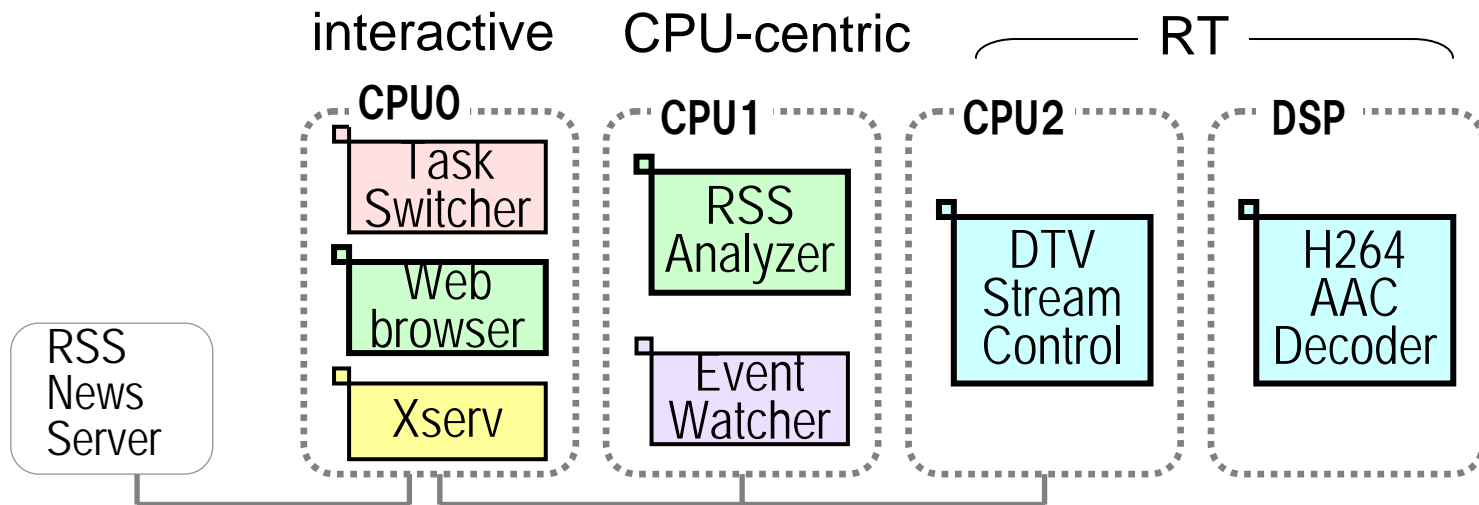 interactive
CPU-centric
RT
CPU0
CPU1
CPU2
DSP
Task
Switcher
Web
browser
Xserv
RSS
Analyzer
Event
Watcher
DTV
Stream
Control
H264
AAC
Decoder
RSS
News
Server